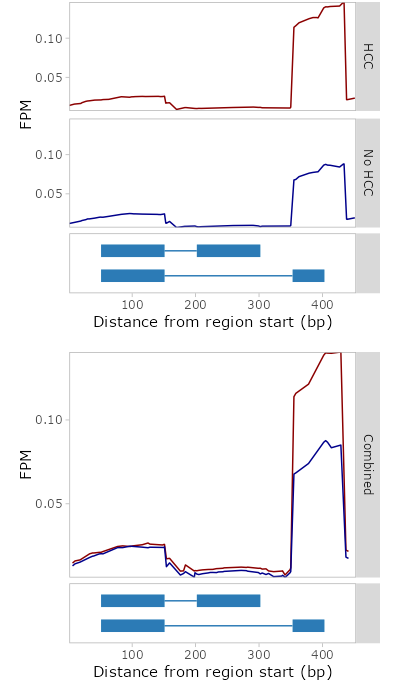 0.10
0.05
HCC
FPM
0.10
0.05
No HCC
100 200 300 400
Distance from region start (bp)
0.10
0.05
FPM
Combined
100 200 300 400
Distance from region start (bp)